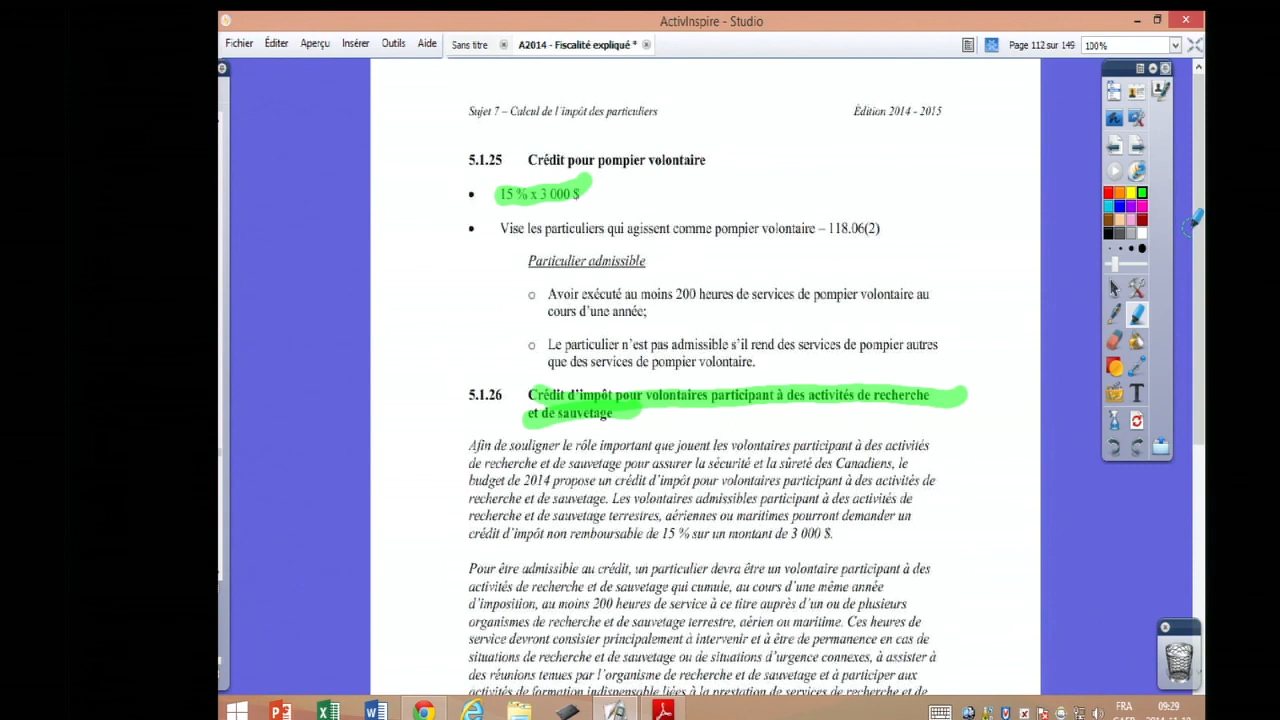 ActivInspire - Studio
Fichier Éditer Aperçu Insérer Outils Aide Sans titre A2014 - Fiscalité expliqué * Page 112 sur 149 100%
Sujet 7 – Calcul de l'impôt des particuliers Édition 2014 - 2015
5.1.25 Crédit pour pompier volontaire
• 15 % x 3 000 $
• Vise les particuliers qui agissent comme pompier volontaire – 118.06(2)
Particulier admissible
o Avoir exécuté au moins 200 heures de services de pompier volontaire au
cours d'une année;
o Le particulier n'est pas admissible s'il rend des services de pompier autres
que des services de pompier volontaire.
5.1.26 Crédit d'impôt pour volontaires participant à des activités de recherche
et de sauvetage
Afin de souligner le rôle important que jouent les volontaires participant à des activités
de recherche et de sauvetage pour assurer la sécurité et la sûreté des Canadiens, le
budget de 2014 propose un crédit d'impôt pour volontaires participant à des activités de
recherche et de sauvetage. Les volontaires admissibles participant à des activités de
recherche et de sauvetage terrestres, aériennes ou maritimes pourront demander un
crédit d'impôt non remboursable de 15 % sur un montant de 3 000 $.
Pour être admissible au crédit, un particulier devra être un volontaire participant à des
activités de recherche et de sauvetage qui cumule, au cours d'une même année
d'imposition, au moins 200 heures de service à ce titre auprès d'un ou de plusieurs
organismes de recherche et de sauvetage terrestre, aérien ou maritime. Ces heures de
service devront consister principalement à intervenir et à être de permanence en cas de
situations de recherche et de sauvetage ou de situations d'urgence connexes, à assister à
des réunions tenues par l'organisme de recherche et de sauvetage et à participer aux
activités de formation indispensable liées à la prestation de services de recherche et de
FR 09:29